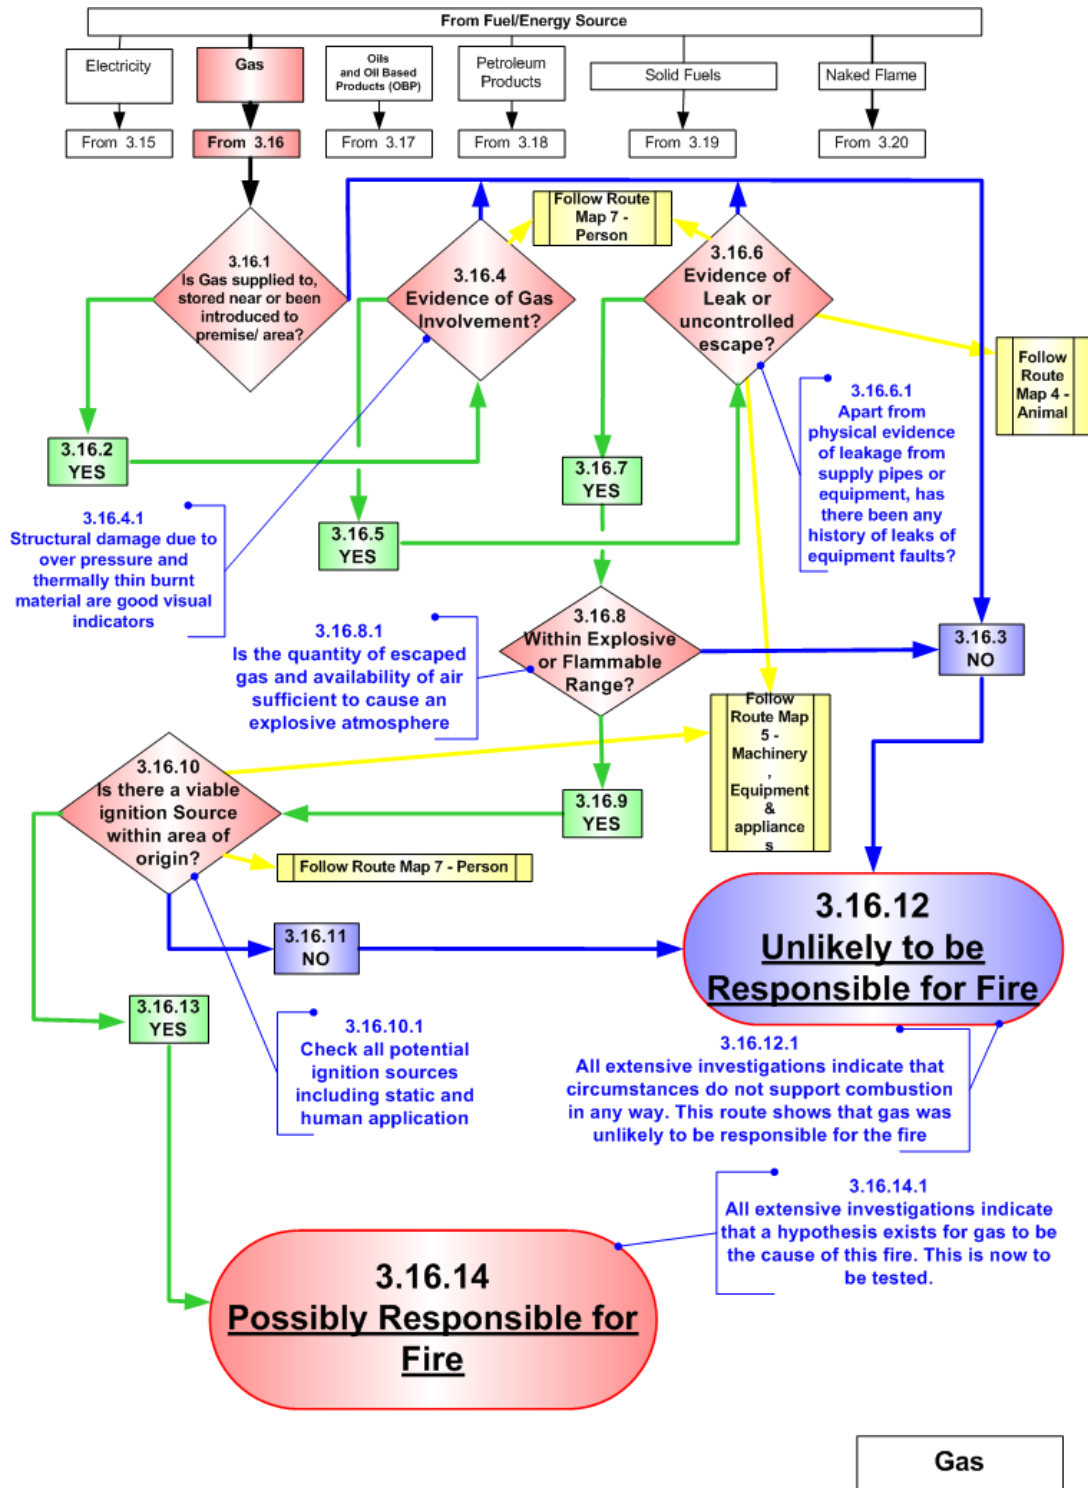 From Fuel/Energy Source
Electricity
Gas
Oils
and Oil Based
Products (OBP)
Petroleum
Products
Solid Fuels
Naked Flame
From 3.15
From 3.16
From 3.17
From 3.18
From 3.19
From 3.20
3.16.1
Is Gas supplied to,
stored near or been
introduced to
premise/ area?
3.16.4
Evidence of Gas
Involvement?
Follow Route
Map 7 -
Person
3.16.6
Evidence of
Leak or
uncontrolled
escape?
Follow
Route
Map 4 -
Animal
3.16.2
YES
3.16.6.1
Apart from
physical evidence
of leakage from
supply pipes or
equipment, has
there been any
history of leaks of
equipment faults?
3.16.7
YES
3.16.4.1
Structural damage due to
over pressure and
thermally thin burnt
material are good visual
indicators
3.16.5
YES
3.16.8
Within Explosive
or Flammable
Range?
3.16.3
NO
3.16.8.1
Is the quantity of escaped
gas and availability of air
sufficient to cause an
explosive atmosphere
Follow
Route Map
5 -
Machinery
,
Equipment
&
appliance
s
3.16.10
Is there a viable
ignition Source
within area of
origin?
3.16.9
YES
Follow Route Map 7 - Person
3.16.11
NO
3.16.12
Unlikely to be
Responsible for Fire
3.16.13
YES
3.16.10.1
Check all potential
ignition sources
including static and
human application
3.16.12.1
All extensive investigations indicate that
circumstances do not support combustion
in any way. This route shows that gas was
unlikely to be responsible for the fire
3.16.14.1
All extensive investigations indicate
that a hypothesis exists for gas to be
the cause of this fire. This is now to
be tested.
3.16.14
Possibly Responsible for
Fire
Gas